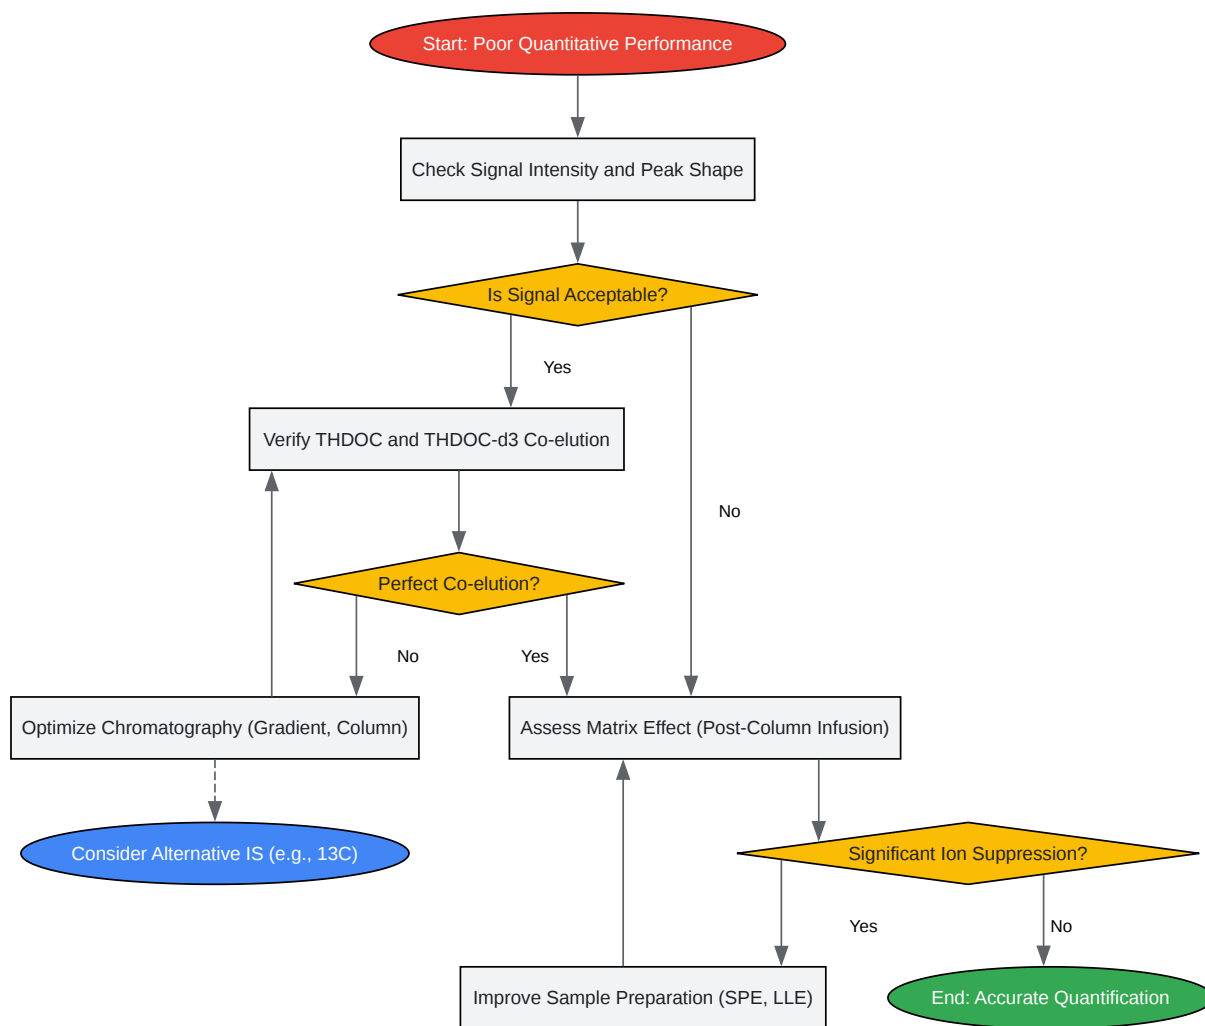 Start: Poor Quantitative Performance
Check Signal Intensity and Peak Shape
Is Signal Acceptable?
Yes
Verify THDOC and THDOC-d3 Co-elution
No
Perfect Co-elution?
No
Yes
Optimize Chromatography (Gradient, Column)
Assess Matrix Effect (Post-Column Infusion)
Consider Alternative IS (e.g., 13C)
Significant Ion Suppression?
Yes
No
Improve Sample Preparation (SPE, LLE)
End: Accurate Quantification